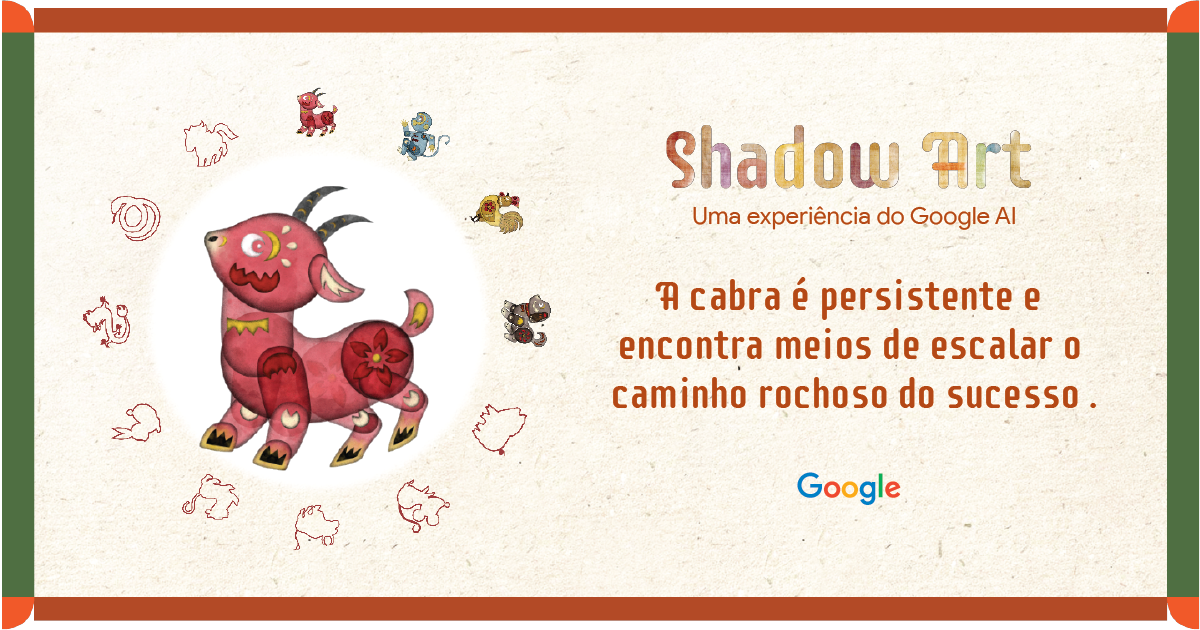 Shadow Art
Uma experiência do Google AI
A cabra é persistente e
encontra meios de escalar o
caminho rochoso do sucesso .
Google